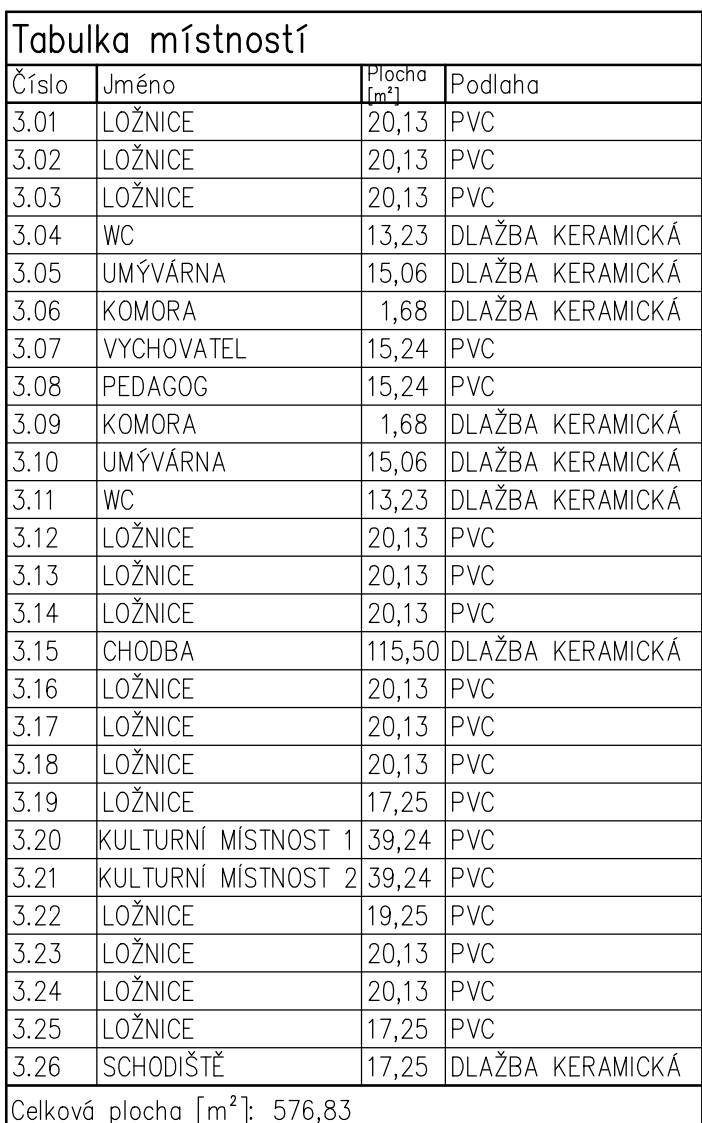 Tabulka místností
Číslo Jméno Plocha [m²] Podlaha
3.01 LOŽNICE 20,13 PVC
3.02 LOŽNICE 20,13 PVC
3.03 LOŽNICE 20,13 PVC
3.04 WC 13,23 DLAŽBA KERAMICKÁ
3.05 UMÝVÁRNA 15,06 DLAŽBA KERAMICKÁ
3.06 KOMORA 1,68 DLAŽBA KERAMICKÁ
3.07 VYCHOVATEL 15,24 PVC
3.08 PEDAGOG 15,24 PVC
3.09 KOMORA 1,68 DLAŽBA KERAMICKÁ
3.10 UMÝVÁRNA 15,06 DLAŽBA KERAMICKÁ
3.11 WC 13,23 DLAŽBA KERAMICKÁ
3.12 LOŽNICE 20,13 PVC
3.13 LOŽNICE 20,13 PVC
3.14 LOŽNICE 20,13 PVC
3.15 CHODBA 115,50 DLAŽBA KERAMICKÁ
3.16 LOŽNICE 20,13 PVC
3.17 LOŽNICE 20,13 PVC
3.18 LOŽNICE 20,13 PVC
3.19 LOŽNICE 17,25 PVC
3.20 KULTURNÍ MÍSTNOST 1 39,24 PVC
3.21 KULTURNÍ MÍSTNOST 2 39,24 PVC
3.22 LOŽNICE 19,25 PVC
3.23 LOŽNICE 20,13 PVC
3.24 LOŽNICE 20,13 PVC
3.25 LOŽNICE 17,25 PVC
3.26 SCHODIŠTĚ 17,25 DLAŽBA KERAMICKÁ
Celková plocha [m²]: 576,83